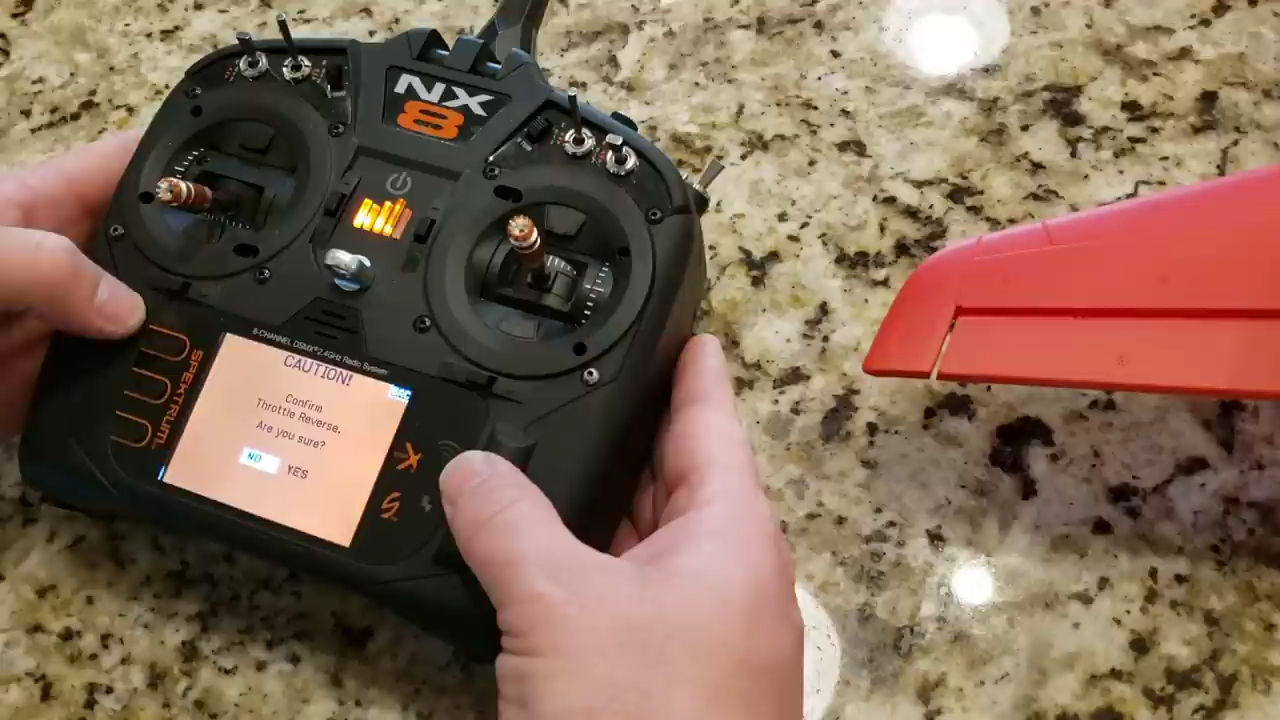 NX
8
8-CHANNEL DSMX® 2.4GHz Radio System
SPEKTRUM
CAUTION!
Confirm
Throttle Reverse.
Are you sure?
NO YES